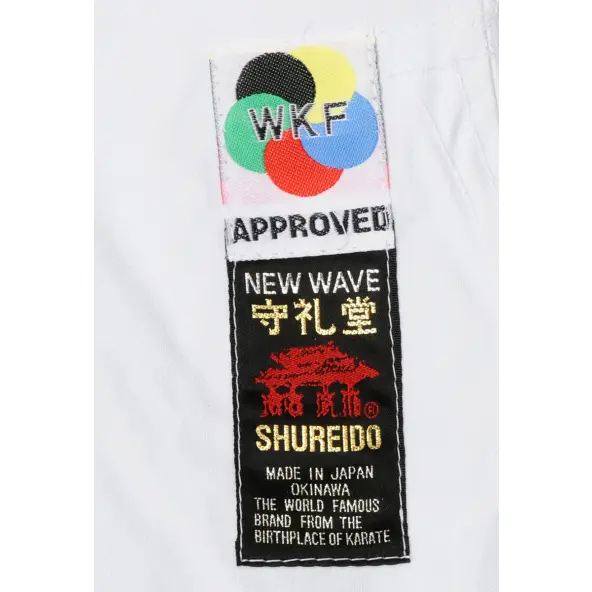 WKF
APPROVED
NEW WAVE
守礼堂
®
SHUREIDO
MADE IN JAPAN
OKINAWA
THE WORLD FAMOUS
BRAND FROM THE
BIRTHPLACE OF KARATE